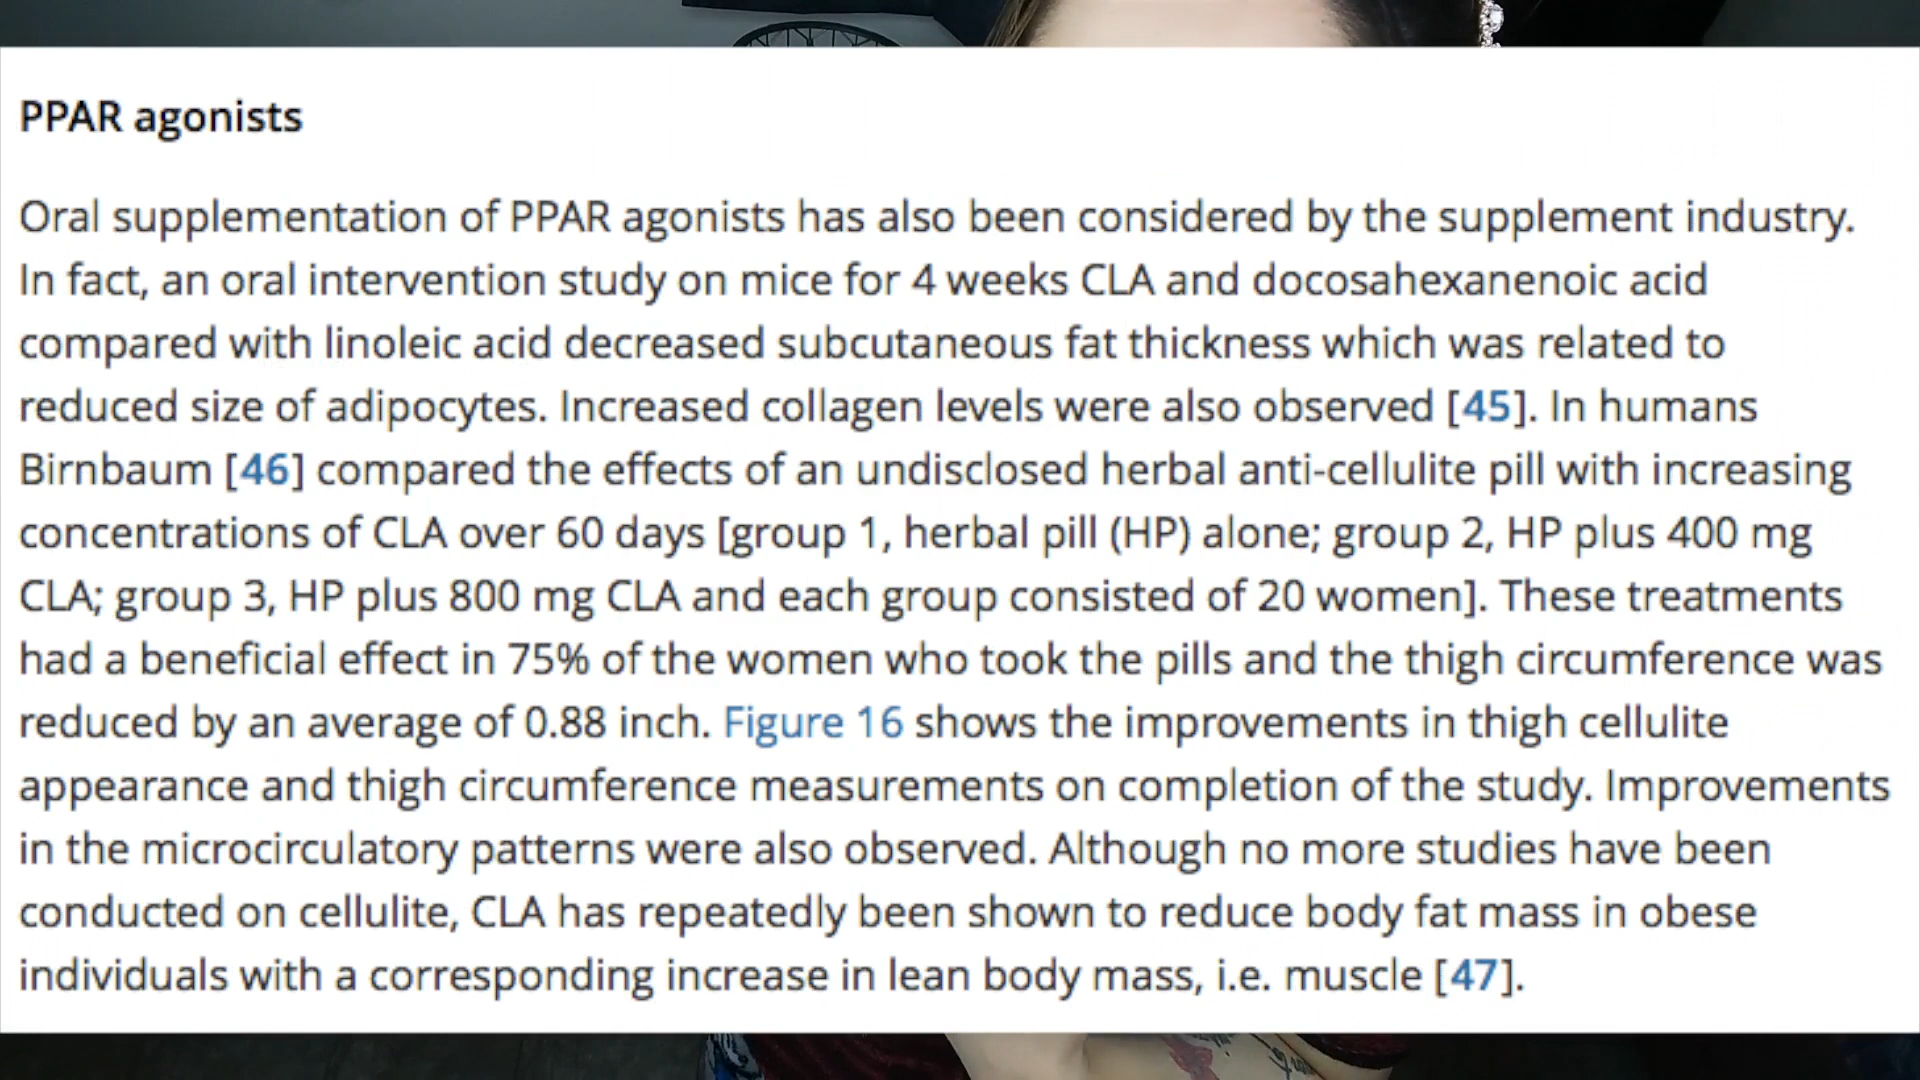 PPAR agonists
Oral supplementation of PPAR agonists has also been considered by the supplement industry.
In fact, an oral intervention study on mice for 4 weeks CLA and docosahexanenoic acid
compared with linoleic acid decreased subcutaneous fat thickness which was related to
reduced size of adipocytes. Increased collagen levels were also observed [45]. In humans
Birnbaum [46] compared the effects of an undisclosed herbal anti-cellulite pill with increasing
concentrations of CLA over 60 days [group 1, herbal pill (HP) alone; group 2, HP plus 400 mg
CLA; group 3, HP plus 800 mg CLA and each group consisted of 20 women]. These treatments
had a beneficial effect in 75% of the women who took the pills and the thigh circumference was
reduced by an average of 0.88 inch. Figure 16 shows the improvements in thigh cellulite
appearance and thigh circumference measurements on completion of the study. Improvements
in the microcirculatory patterns were also observed. Although no more studies have been
conducted on cellulite, CLA has repeatedly been shown to reduce body fat mass in obese
individuals with a corresponding increase in lean body mass, i.e. muscle [47].